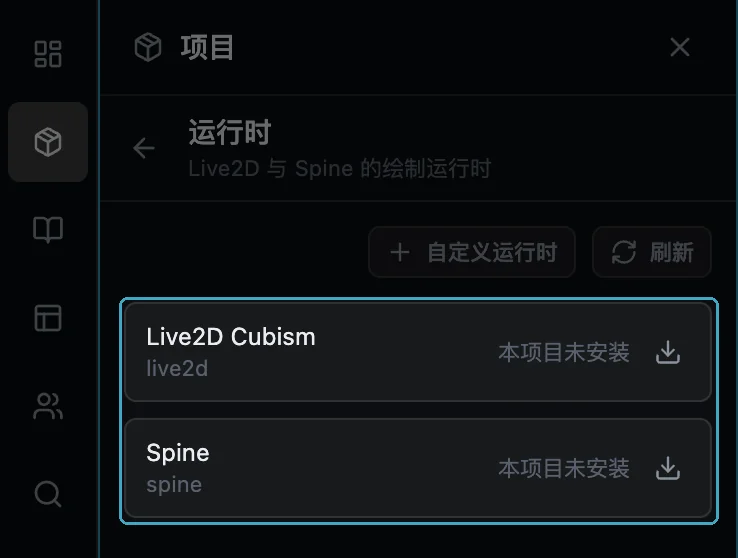 项目
运行时
Live2D 与 Spine 的绘制运行时
自定义运行时
刷新
Live2D Cubism
live2d
本项目未安装
Spine
spine
本项目未安装